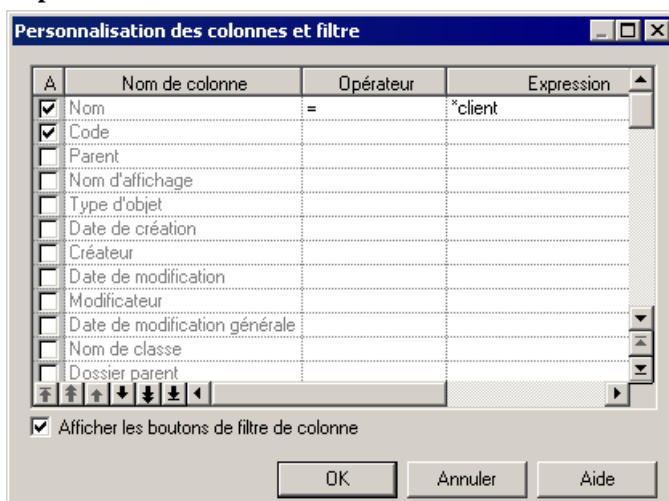 Personnalisation des colonnes et filtre
A Nom de colonne Opérateur Expression
Nom = *client
Code
Parent
Nom d'affichage
Type d'objet
Date de création
Créateur
Date de modification
Modificateur
Date de modification générale
Nom de classe
Dossier parent
Afficher les boutons de filtre de colonne
OK Annuler Aide